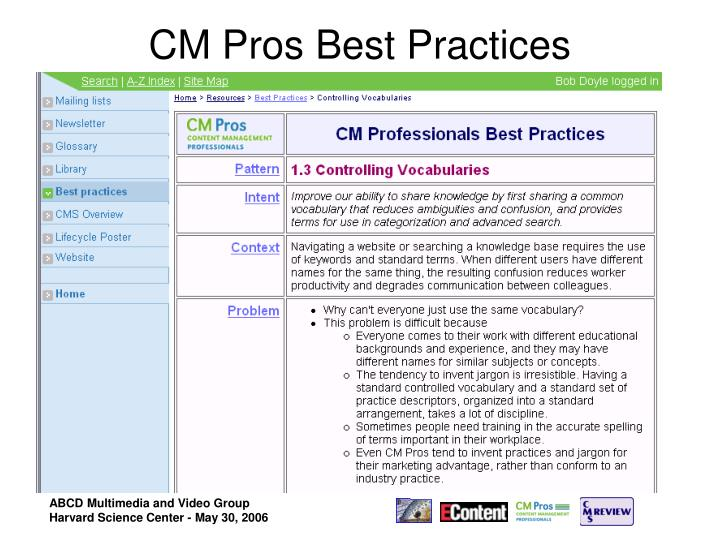 CM Pros Best Practices
Search | A-Z Index | Site Map
Bob Doyle logged in
Mailing lists
Newsletter
Glossary
Library
Best practices
CMS Overview
Lifecycle Poster
Website
Home
Home > Resources > Best Practices > Controlling Vocabularies
CM Pros
CONTENT MANAGEMENT
PROFESSIONALS
CM Professionals Best Practices
Pattern
1.3 Controlling Vocabularies
Intent
Improve our ability to share knowledge by first sharing a common
vocabulary that reduces ambiguities and confusion, and provides
terms for use in categorization and advanced search.
Context
Navigating a website or searching a knowledge base requires the use
of keywords and standard terms. When different users have different
names for the same thing, the resulting confusion reduces worker
productivity and degrades communication between colleagues.
Problem
• Why can't everyone just use the same vocabulary?
• This problem is difficult because
o Everyone comes to their work with different educational
backgrounds and experience, and they may have
different names for similar subjects or concepts.
o The tendency to invent jargon is irresistible. Having a
standard controlled vocabulary and a standard set of
practice descriptors, organized into a standard
arrangement, takes a lot of discipline.
o Sometimes people need training in the accurate spelling
of terms important in their workplace.
o Even CM Pros tend to invent practices and jargon for
their marketing advantage, rather than conform to an
industry practice.
ABCD Multimedia and Video Group
Harvard Science Center - May 30, 2006
EContent
CM Pros
CONTENT MANAGEMENT
PROFESSIONALS
CMS REVIEW